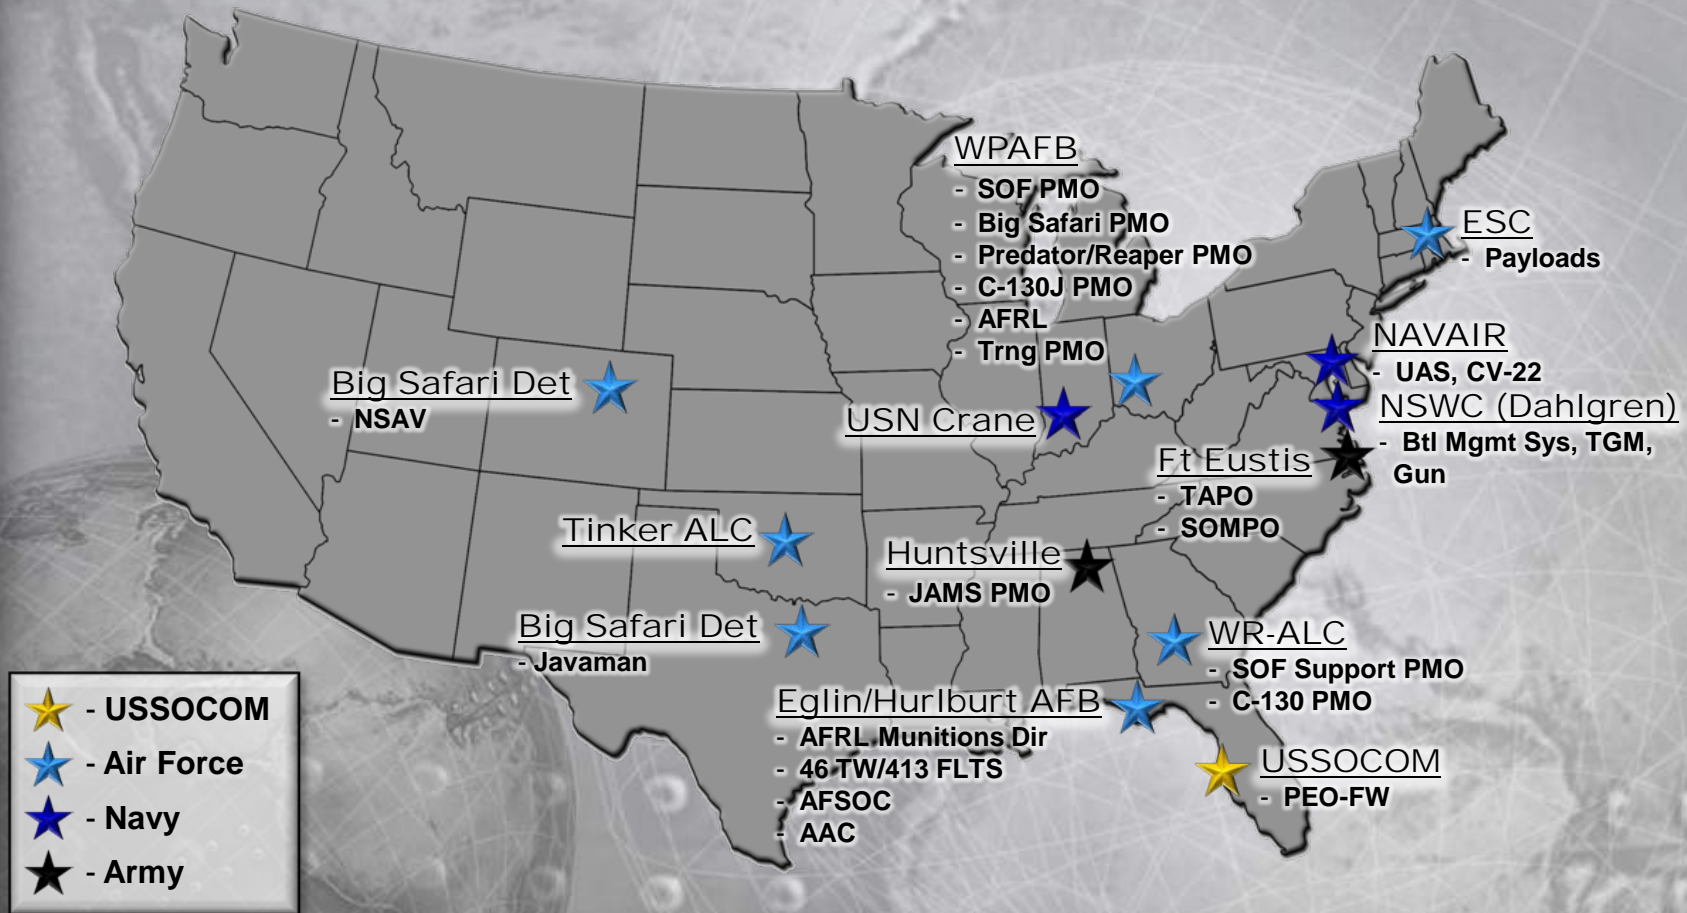 WPAFB
- SOF PMO
- Big Safari PMO
- Predator/Reaper PMO
- C-130J PMO
- AFRL
- Trng PMO
ESC
- Payloads
NAVAIR
- UAS, CV-22
NSWC (Dahlgren)
- Btl Mgmt Sys, TGM,
Gun
Big Safari Det
- NSAV
USN Crane
Ft Eustis
- TAPO
- SOMPO
Tinker ALC
Huntsville
- JAMS PMO
Big Safari Det
- Javaman
WR-ALC
- SOF Support PMO
- C-130 PMO
Eglin/Hurlburt AFB
- AFRL Munitions Dir
- 46 TW/413 FLTS
- AFSOC
- AAC
USSOCOM
- PEO-FW
- USSOCOM
- Air Force
- Navy
- Army